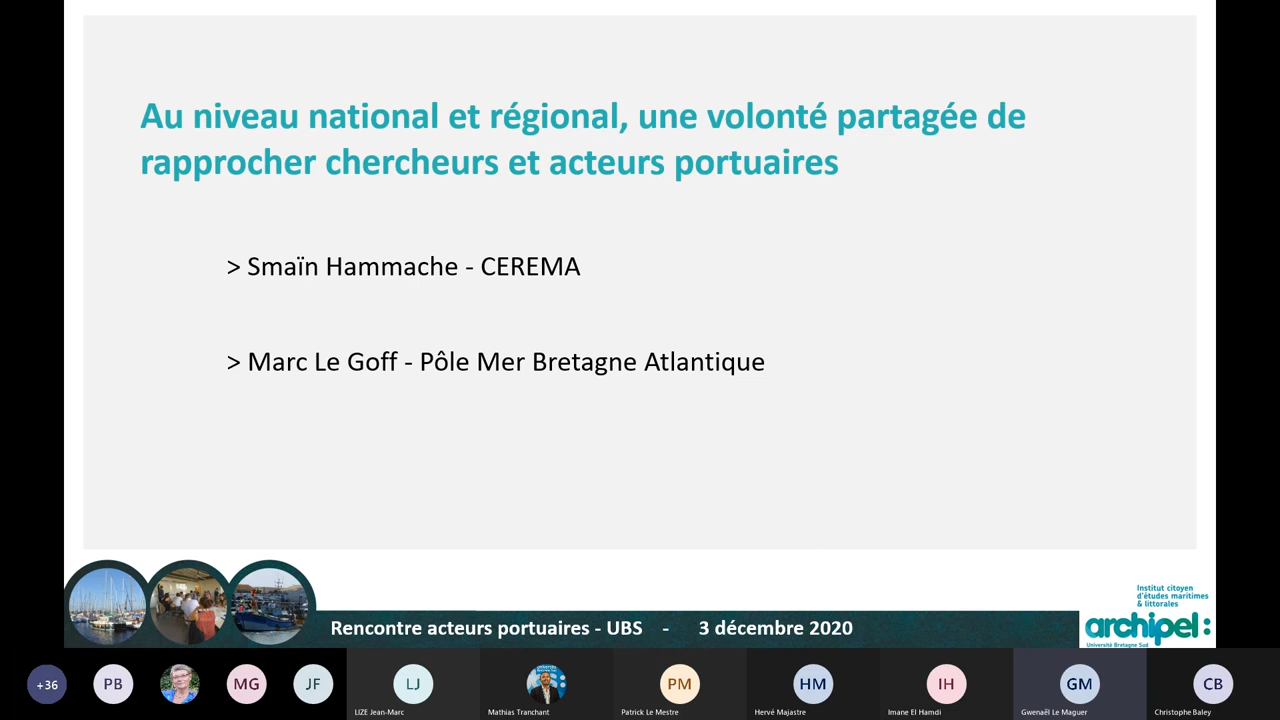 Au niveau national et régional, une volonté partagée de
rapprocher chercheurs et acteurs portuaires
> Smaïn Hammache - CEREMA
> Marc Le Goff - Pôle Mer Bretagne Atlantique
Institut citoyen
d'études maritimes
& littorales
archipel:
Université Bretagne Sud
Rencontre acteurs portuaires - UBS - 3 décembre 2020
+36
PB
MG
JF
LJ
PM
HM
IH
GM
CB
LIZE Jean-Marc
Mathias Tranchant
Patrick Le Mestre
Hervé Majastre
Imane El Hamdi
Gwenaël Le Maguer
Christophe Baley